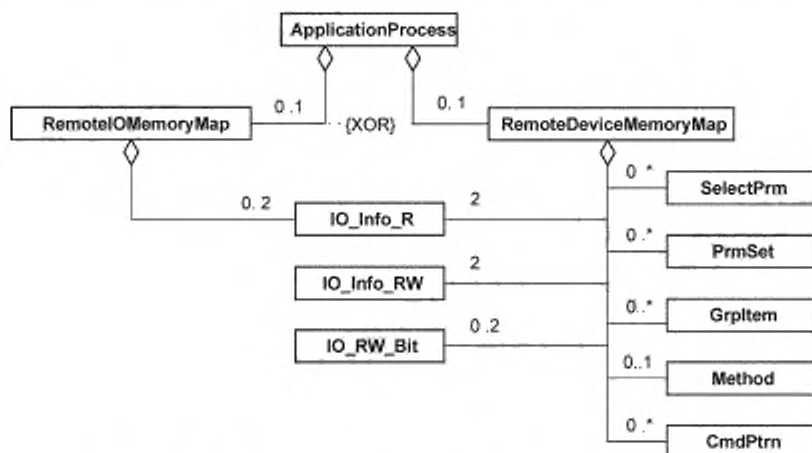 ApplicationProcess
0 .1
0. 1
RemoteIOMemoryMap
{XOR}
RemoteDeviceMemoryMap
0 .*
SelectPrm
0. 2
IO_Info_R
2
0..*
PrmSet
IO_Info_RW
2
0..*
GrpItem
IO_RW_Bit
0 .2
0..1
Method
0 .*
CmdPtrn